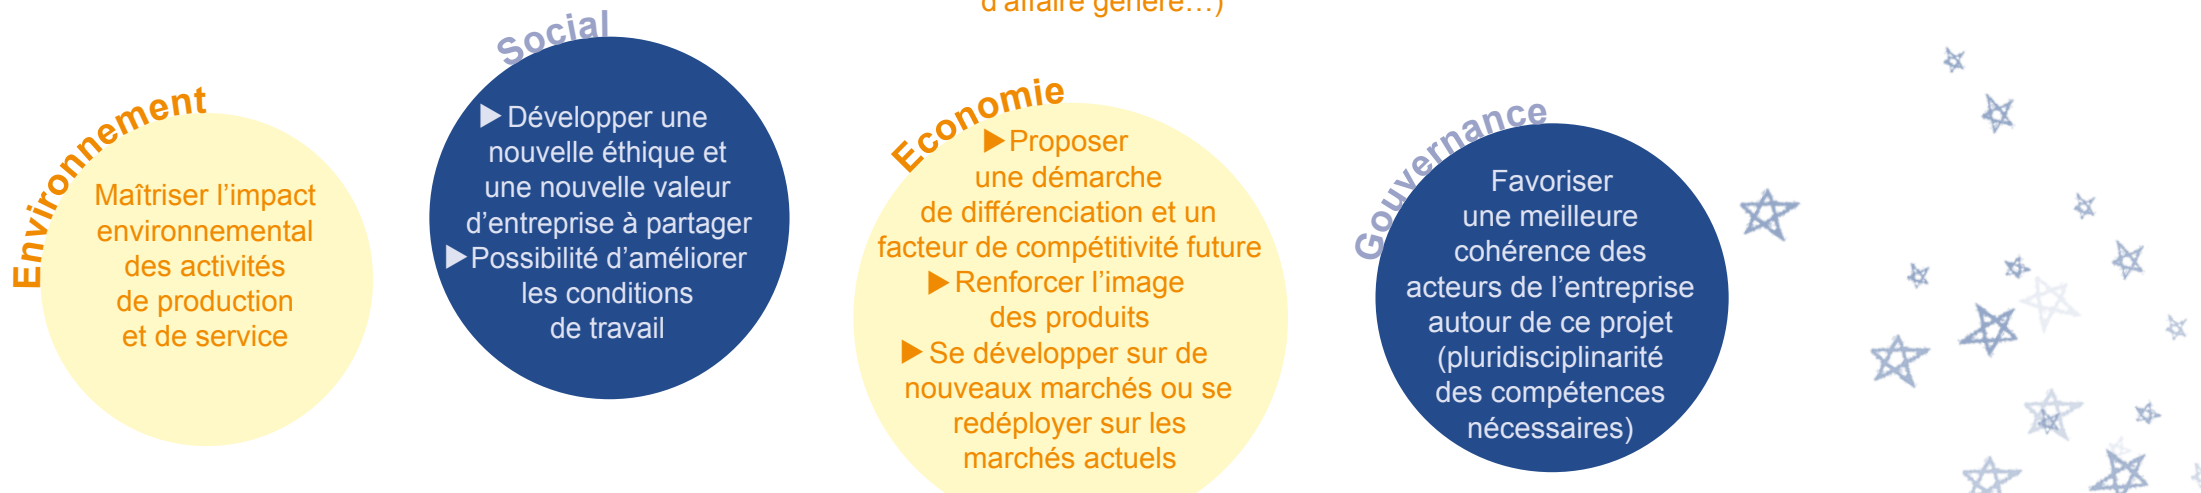 d'affaire généré…)
Environnement
Maîtriser l’impact
environnemental
des activités
de production
et de service
Social
▶Développer une
nouvelle éthique et
une nouvelle valeur
d’entreprise à partager
▶Possibilité d’améliorer
les conditions
de travail
Economie
▶Proposer
une démarche
de différenciation et un
facteur de compétitivité future
▶Renforcer l’image
des produits
▶Se développer sur de
nouveaux marchés ou se
redéployer sur les
marchés actuels
Gouvernance
Favoriser
une meilleure
cohérence des
acteurs de l’entreprise
autour de ce projet
(pluridisciplinarité
des compétences
nécessaires)